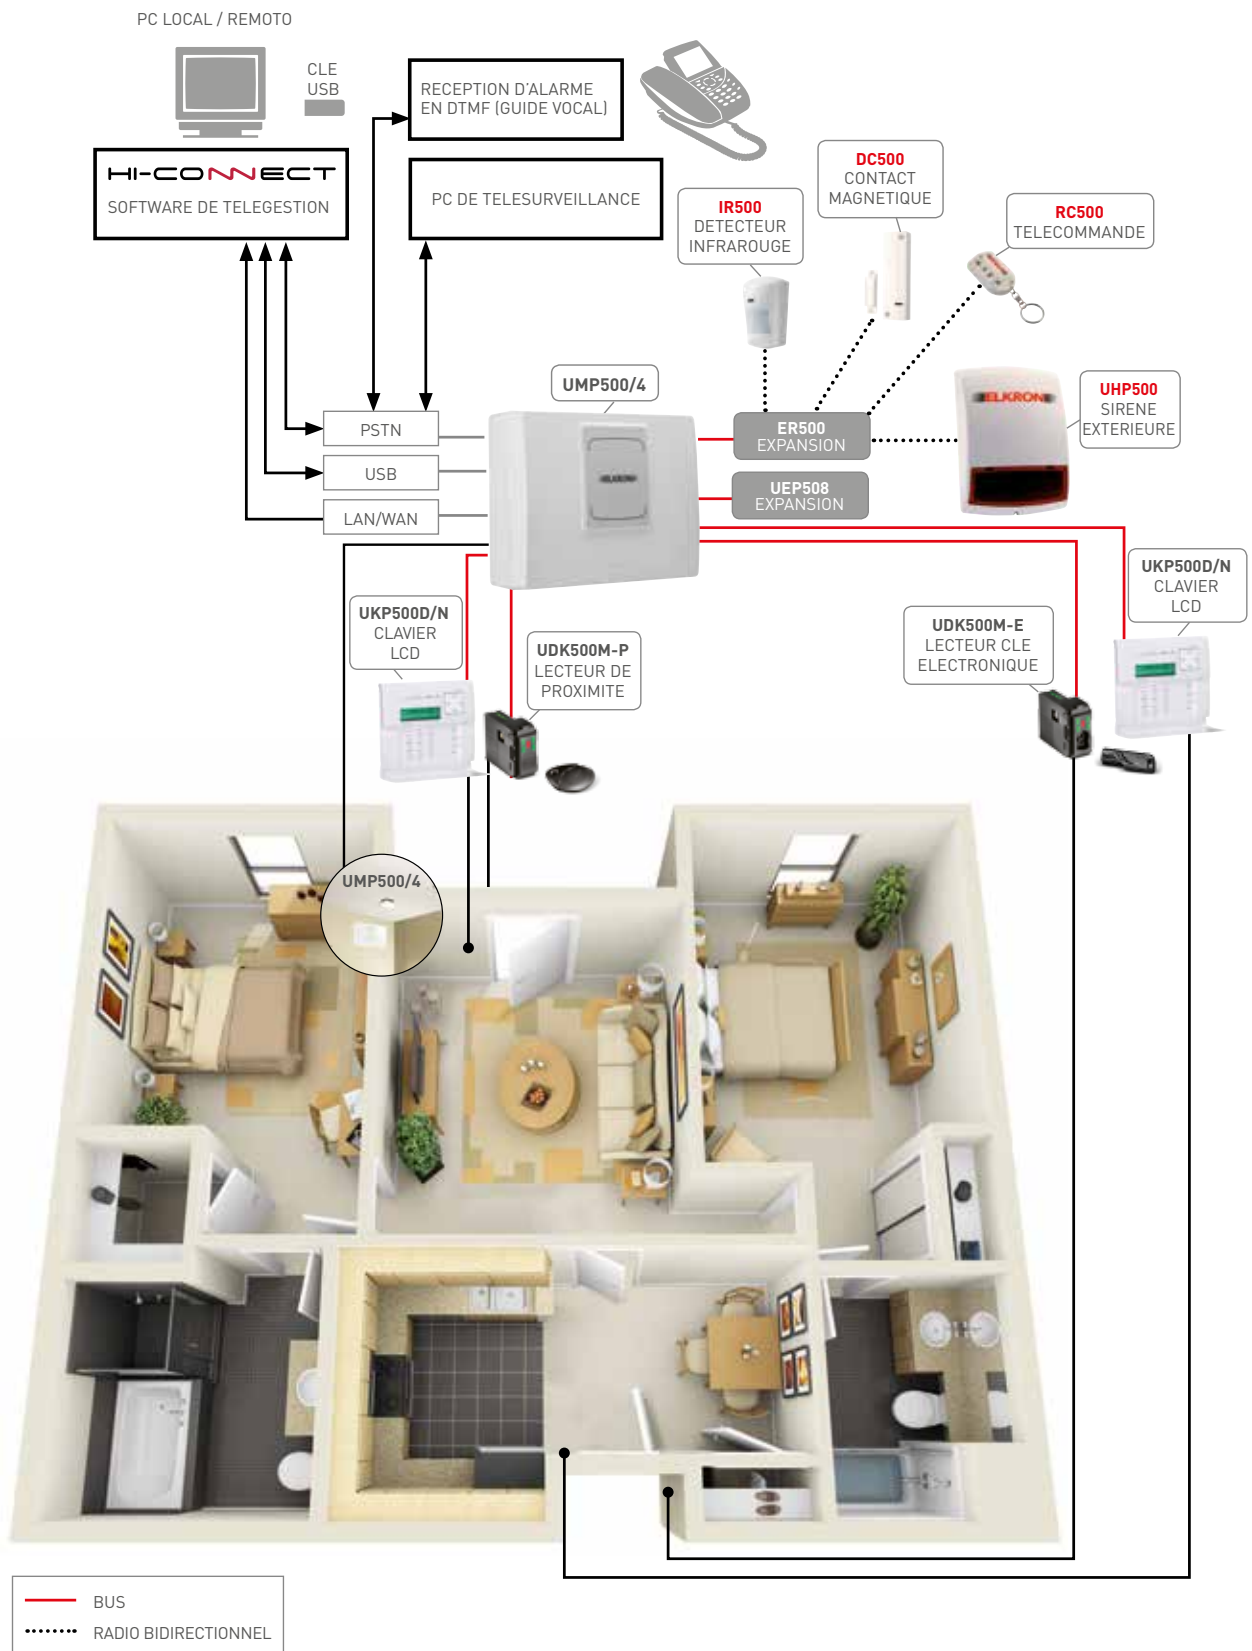 PC LOCAL / REMOTO
CLE
USB
RECEPTION D'ALARME
EN DTMF (GUIDE VOCAL)
HI-CONNECT
SOFTWARE DE TELEGESTION
PC DE TELESURVEILLANCE
DC500
CONTACT
MAGNETIQUE
IR500
DETECTEUR
INFRAROUGE
RC500
TELECOMMANDE
UMP500/4
UHP500
SIRENE
EXTERIEURE
ELKRON
PSTN
USB
LAN/WAN
ELKRON
ER500
EXPANSION
UEP508
EXPANSION
UKP500D/N
CLAVIER
LCD
UKP500D/N
CLAVIER
LCD
UDK500M-P
LECTEUR DE
PROXIMITE
UDK500M-E
LECTEUR CLE
ELECTRONIQUE
UMP500/4
BUS
RADIO BIDIRECTIONNEL